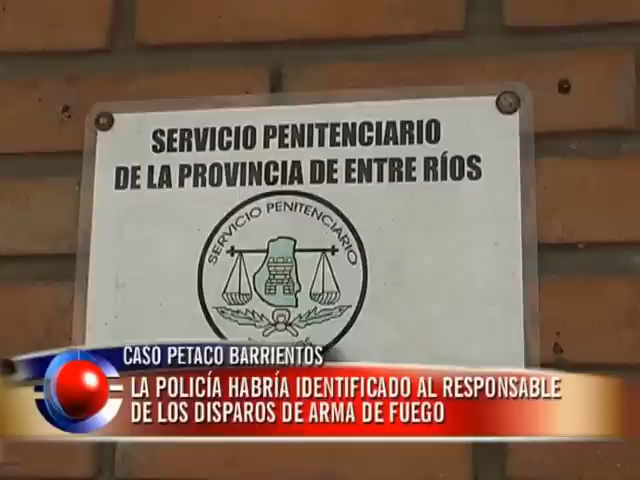 SERVICIO PENITENCIARIO
DE LA PROVINCIA DE ENTRE RÍOS
SERVICIO PENITENCIARIO
CASO PETACO BARRIENTOS
LA POLICÍA HABRÍA IDENTIFICADO AL RESPONSABLE
DE LOS DISPAROS DE ARMA DE FUEGO